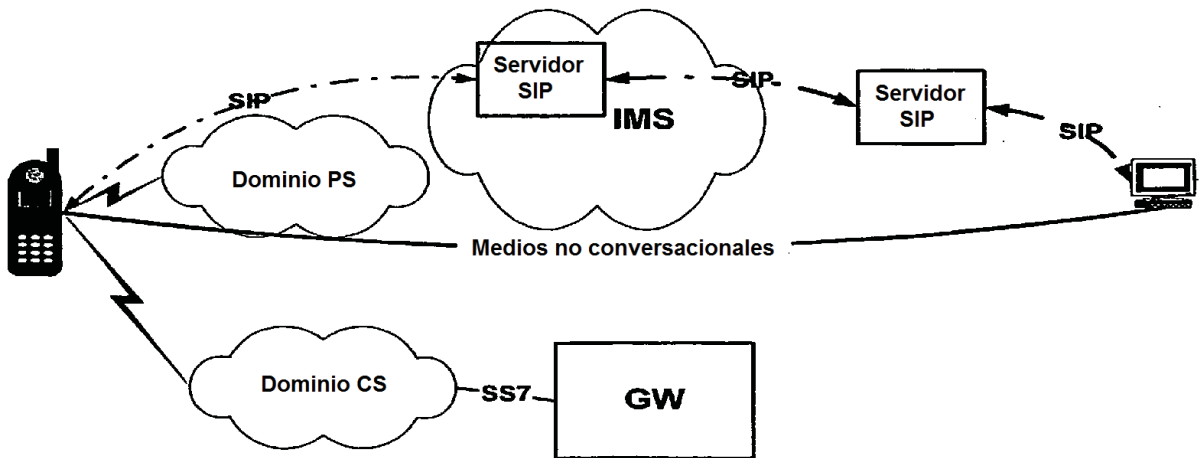 Servidor
SIP
IMS
SIP
SIP-
Servidor
SIP
SIP
Dominio PS
Medios no conversacionales
Dominio CS
SS7
GW